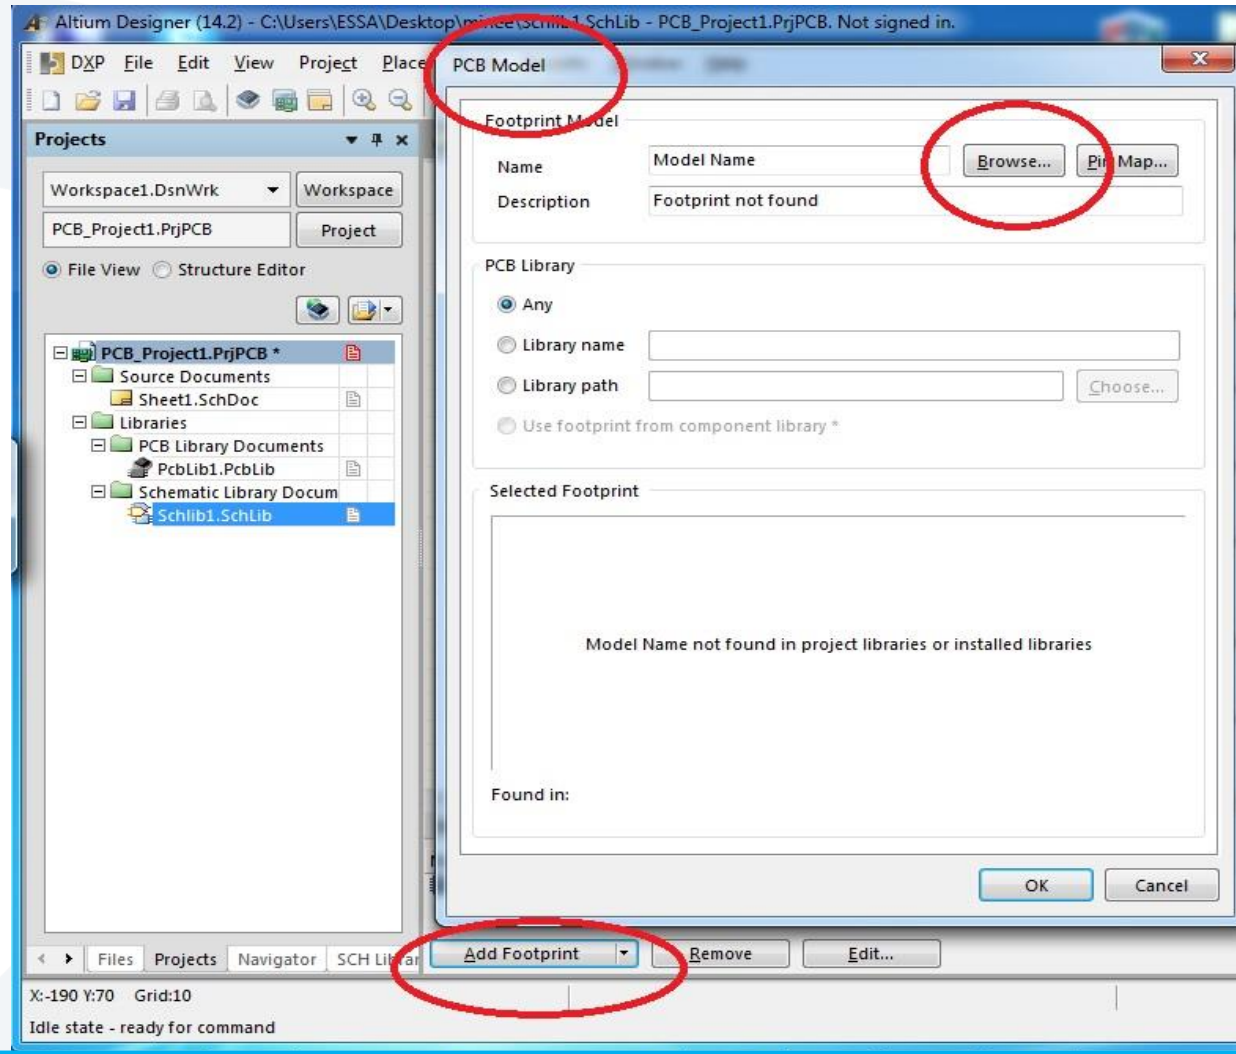 Altium Designer (14.2) - C:\Users\ESSA\Desktop\mince\Schlib1.SchLib - PCB_Project1.PrjPCB. Not signed in.
DXP File Edit View Project Place
PCB Model
Projects
Workspace1.DsnWrk Workspace
PCB_Project1.PrjPCB Project
File View Structure Editor
PCB_Project1.PrjPCB *
Source Documents
Sheet1.SchDoc
Libraries
PCB Library Documents
PcbLib1.PcbLib
Schematic Library Docum
Schlib1.SchLib
Footprint Model
Name Model Name Browse... Pin Map...
Description Footprint not found
PCB Library
Any
Library name
Library path Choose...
Use footprint from component library *
Selected Footprint
Model Name not found in project libraries or installed libraries
Found in:
OK Cancel
Files Projects Navigator SCH Librar
Add Footprint Remove Edit...
X:-190 Y:70 Grid:10
Idle state - ready for command